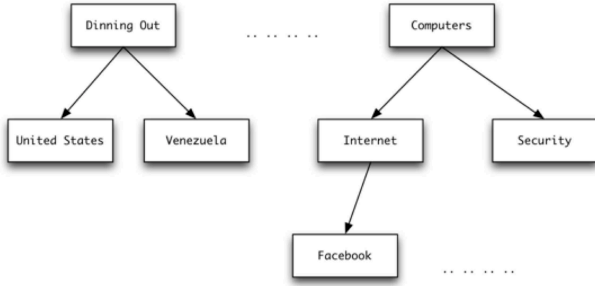 Dinning Out
.. .. .. ..
Computers
United States
Venezuela
Internet
Security
Facebook
.. .. .. ..